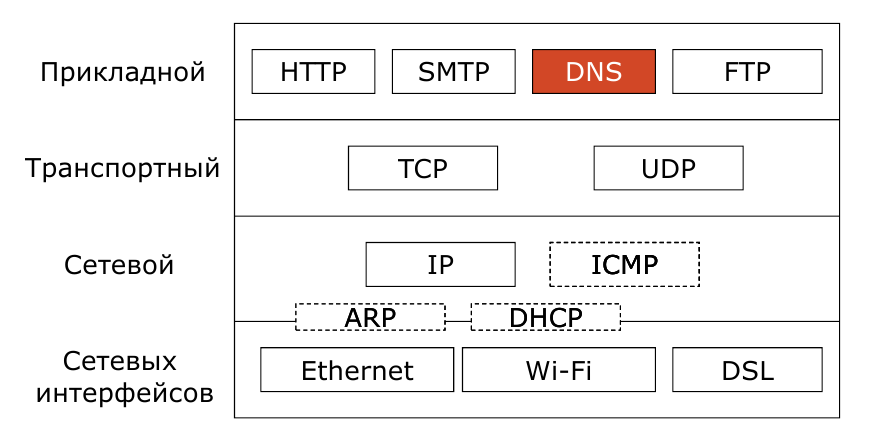 Прикладной
HTTP
SMTP
DNS
FTP
Транспортный
TCP
UDP
Сетевой
IP
ICMP
ARP
DHCP
Сетевых
интерфейсов
Ethernet
Wi-Fi
DSL